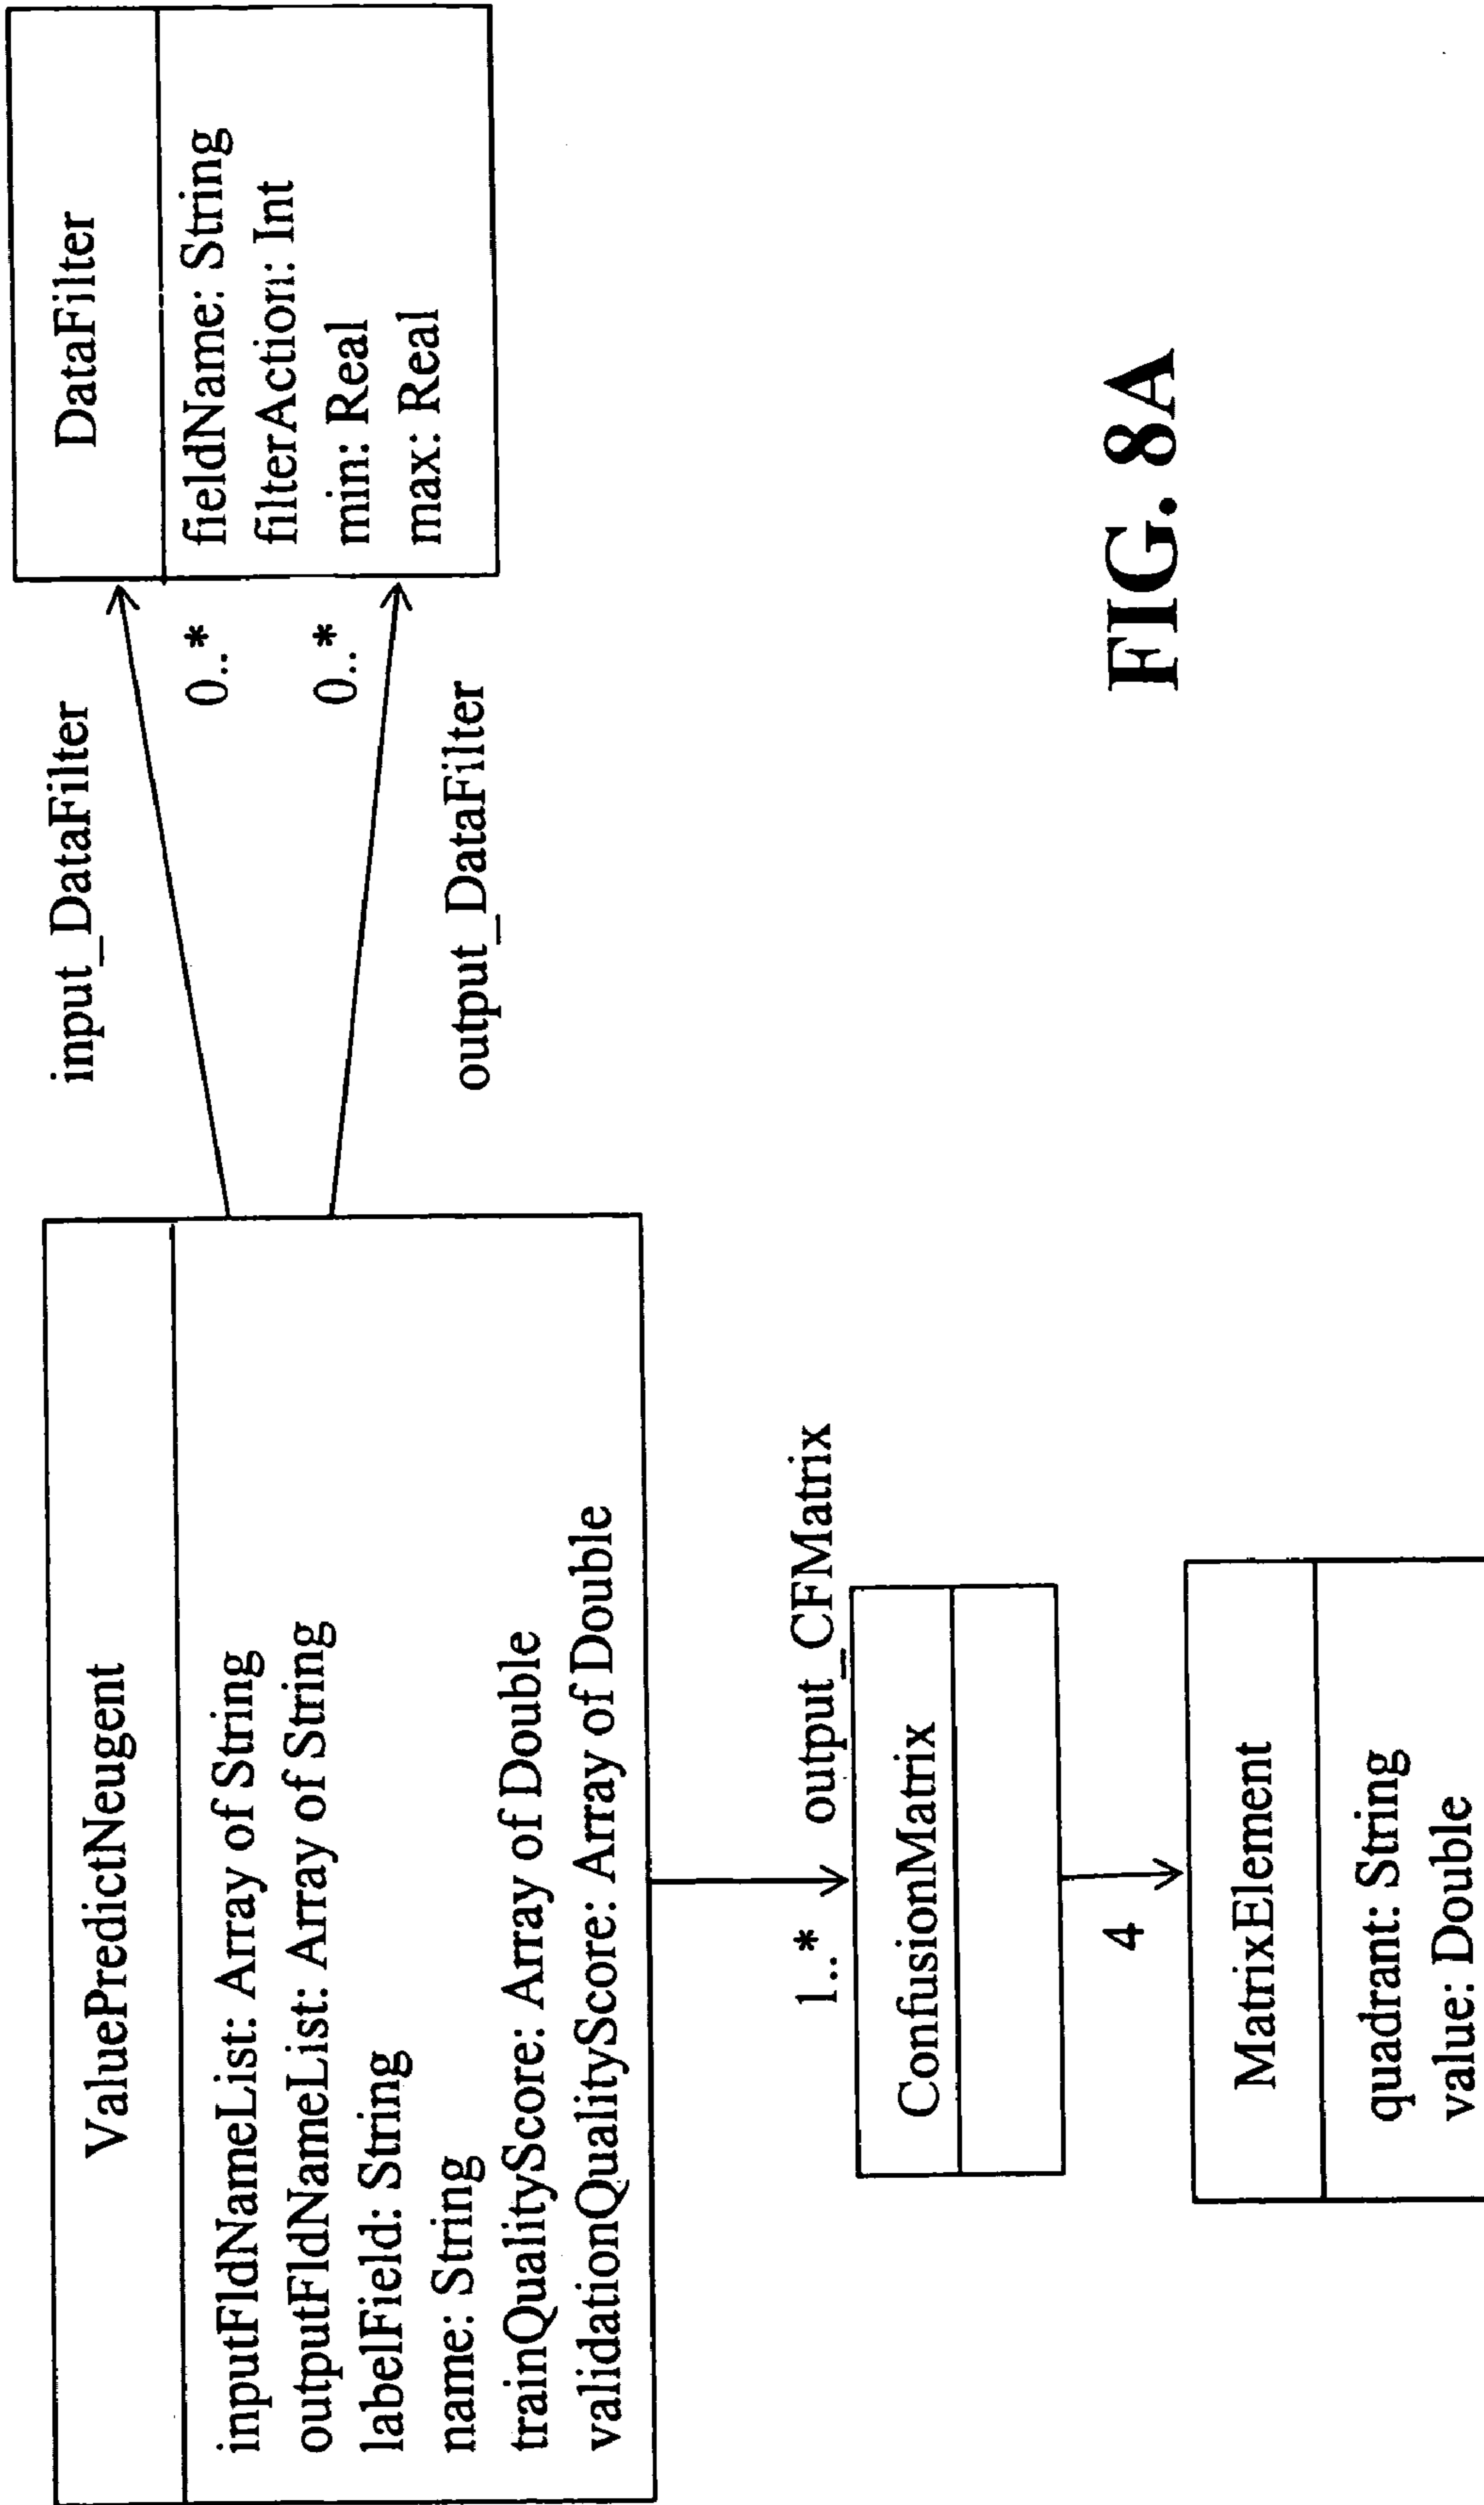 ValuePredictNeugent
inputFldNameList: Array of String
outputFldNameList: Array of String
labelField: String
name: String
trainQualityScore: Array of Double
validationQualityScore: Array of Double
input_DataFilter
0..*
0..*
output_DataFilter
DataFilter
fieldName: String
filterAction: Int
min: Real
max: Real
1..*
output_CFMatrix
ConfusionMatrix
4
MatrixElement
quadrant: String
value: Double
FIG. 8A